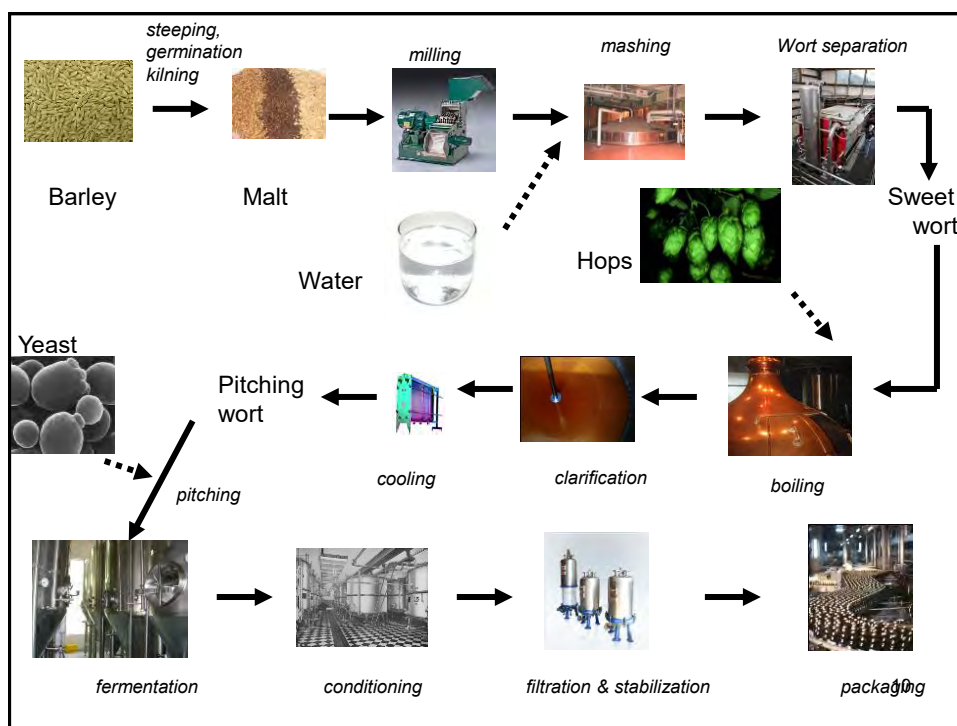 steeping,
germination
kilning
milling
mashing
Wort separation
Barley
Malt
Sweet
wort
Water
Hops
Yeast
Pitching
wort
pitching
cooling
clarification
boiling
fermentation
conditioning
filtration & stabilization
packaging
10